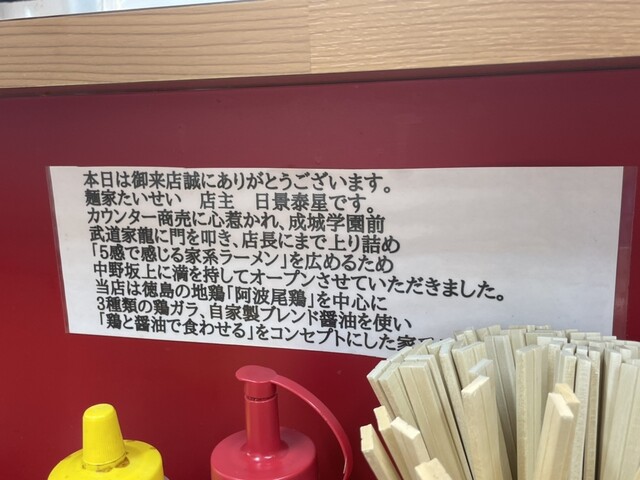 本日は御来店誠にありがとうございます。
麺家たいせい 店主 日景泰星です。
カウンター商売に心惹かれ、成城学園前
武道家龍に門を叩き、店長にまで上り詰め
「5感で感じる家系ラーメン」を広めるため
中野坂上に満を持してオープンさせていただきました。
当店は徳島の地鶏「阿波尾鶏」を中心に
3種類の鶏ガラ、自家製ブレンド醤油を使い
「鶏と醤油で食わせる」をコンセプトにした家